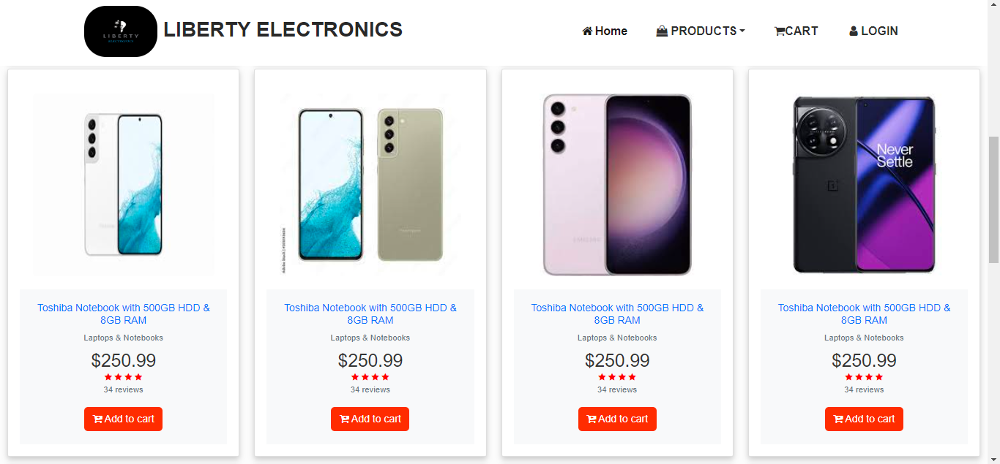 LIBERTY
ELECTRONICS
LIBERTY ELECTRONICS
Home
PRODUCTS
CART
LOGIN
SAMSUNG
Never
Settle
Toshiba Notebook with 500GB HDD &
8GB RAM
Laptops & Notebooks
$250.99
34 reviews
Add to cart
Toshiba Notebook with 500GB HDD &
8GB RAM
Laptops & Notebooks
$250.99
34 reviews
Add to cart
Toshiba Notebook with 500GB HDD &
8GB RAM
Laptops & Notebooks
$250.99
34 reviews
Add to cart
Toshiba Notebook with 500GB HDD &
8GB RAM
Laptops & Notebooks
$250.99
34 reviews
Add to cart